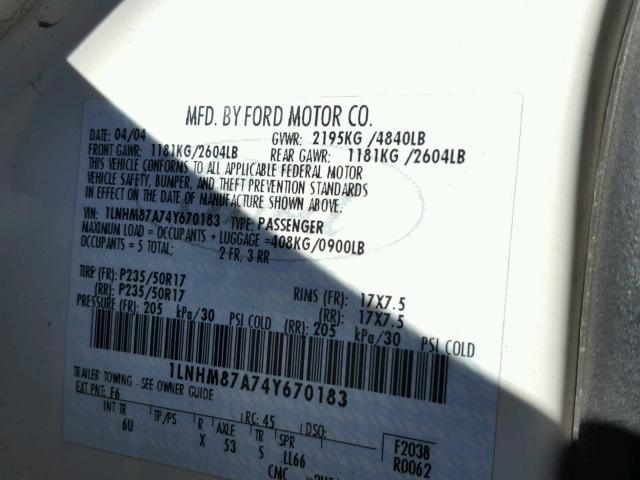 MFD. BY FORD MOTOR CO.
DATE: 04/04 GVWR: 2195KG /4840LB
FRONT GAWR: 1181KG/2604LB REAR GAWR: 1181KG /2604LB
THIS VEHICLE CONFORMS TO ALL APPLICABLE FEDERAL MOTOR
VEHICLE SAFETY, BUMPER, AND THEFT PREVENTION STANDARDS
IN EFFECT ON THE DATE OF MANUFACTURE SHOWN ABOVE.
VIN: 1LNHM87A74Y670183 TYPE: PASSENGER
MAXIMUM LOAD = OCCUPANTS + LUGGAGE =408KG/0900LB
OCCUPANTS = 5 TOTAL; 2 FR, 3 RR
TIRE (FR): P235/50R17 RIMS (FR): 17X7.5
(RR): P235/50R17 (RR): 17X7.5
PRESSURE (FR): 205 kPa/30 PSI COLD (RR): 205 kPa/30 PSI COLD
1LNHM87A74Y670183
TRAILER TOWING - SEE OWNER GUIDE
EXT PNT: F6 RC: 45 DSO:
INT TR TP/PS R AXLE TR SPR F2038
6U X 53 S LL66 R0062